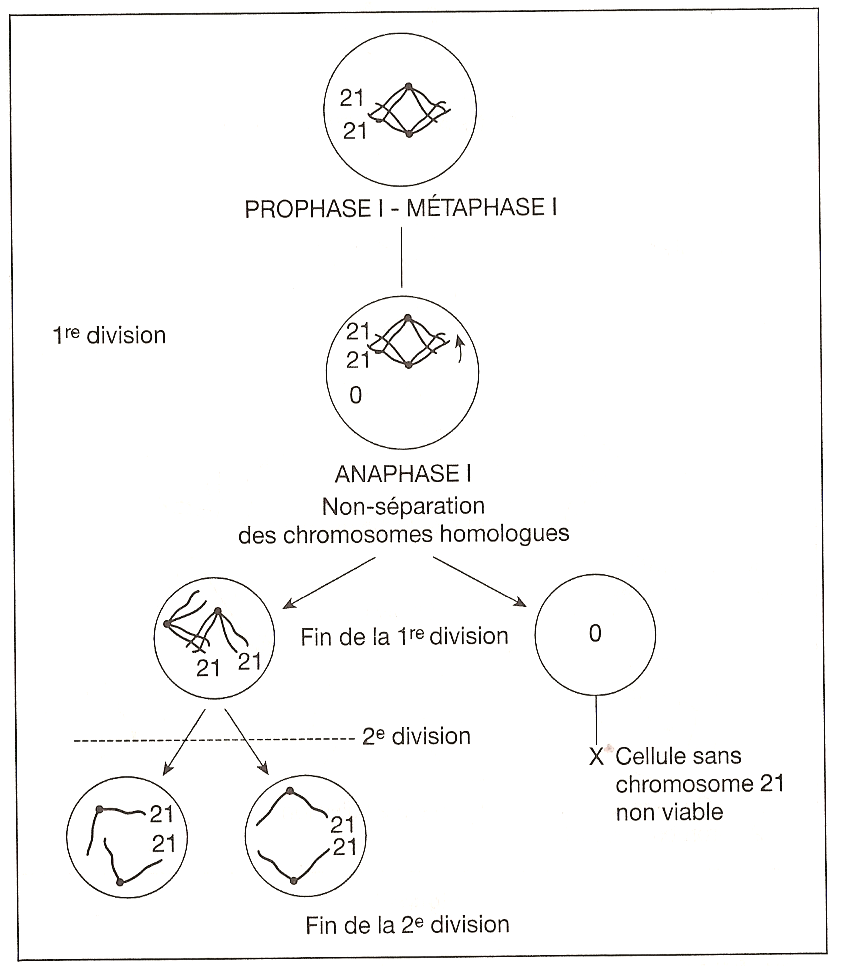 21
21
PROPHASE I - MÉTAPHASE I
1re division
21
21
0
ANAPHASE I
Non-séparation
des chromosomes homologues
Fin de la 1re division
21 21
0
2e division
X Cellule sans
chromosome 21
non viable
21
21
21
21
Fin de la 2e division